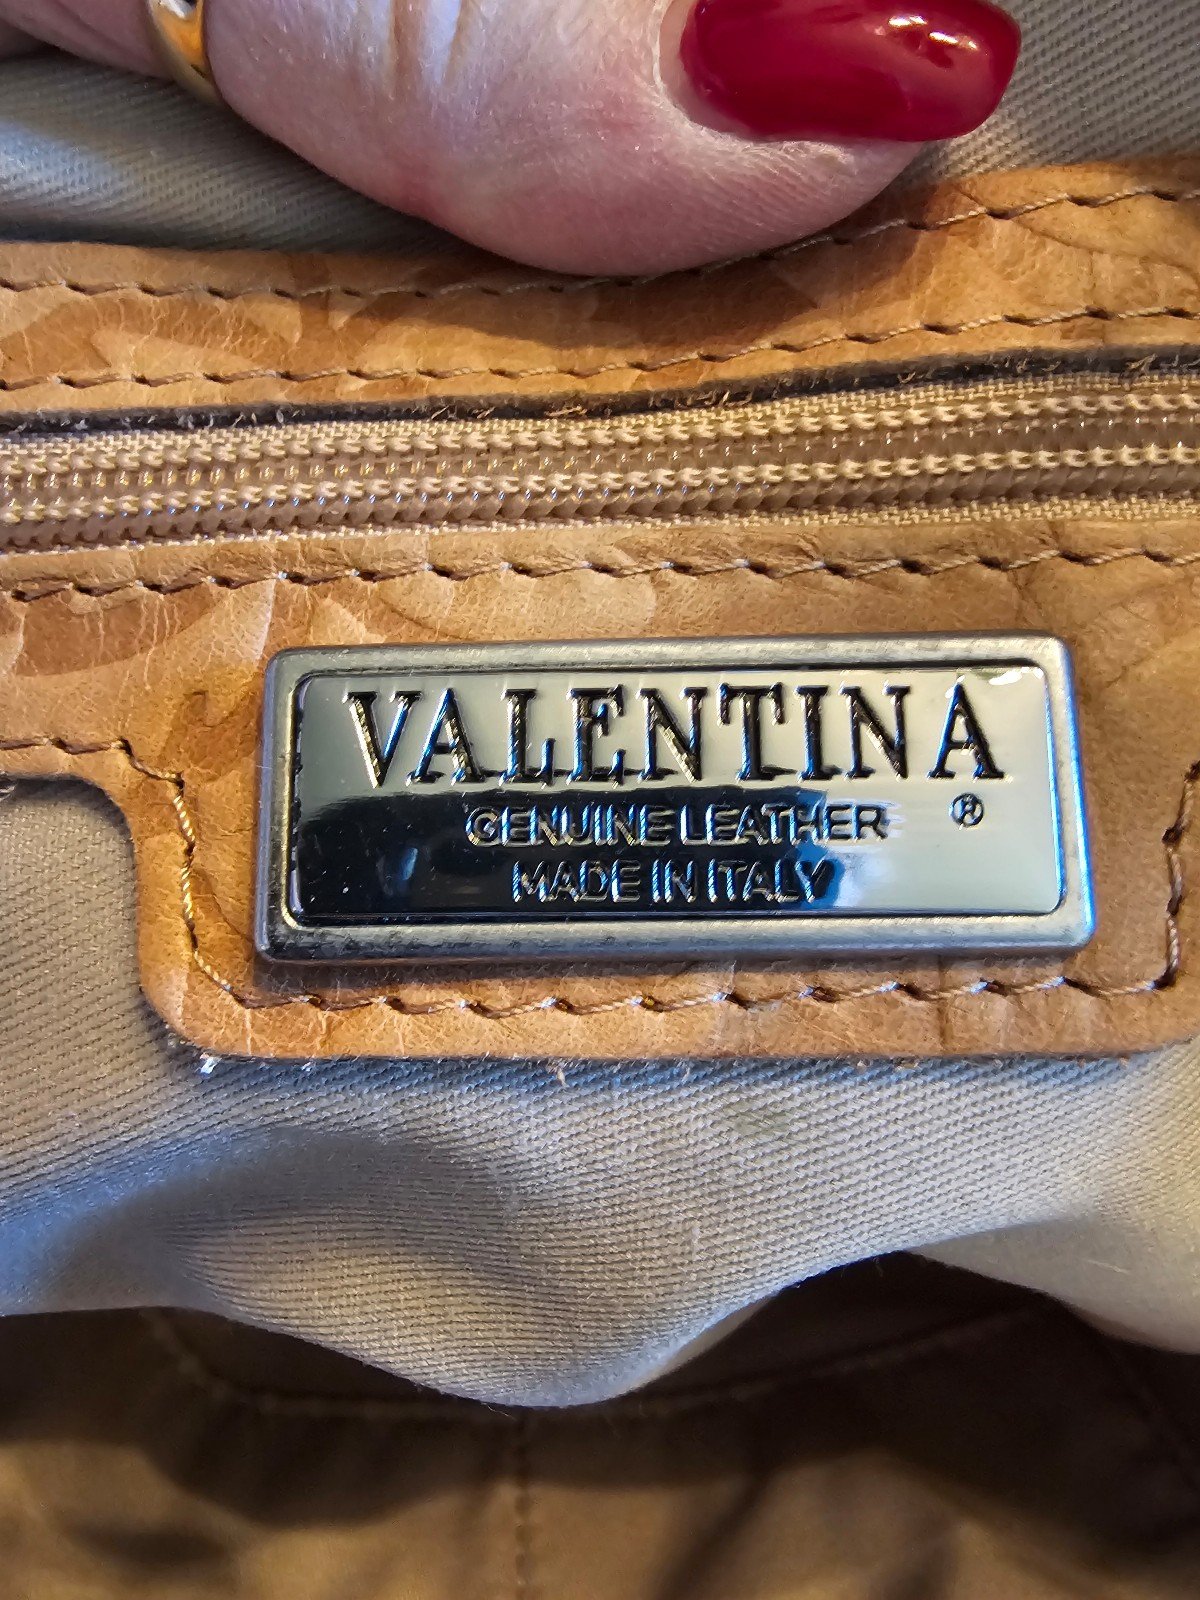 VALENTINA
GENUINE LEATHER ®
MADE IN ITALY